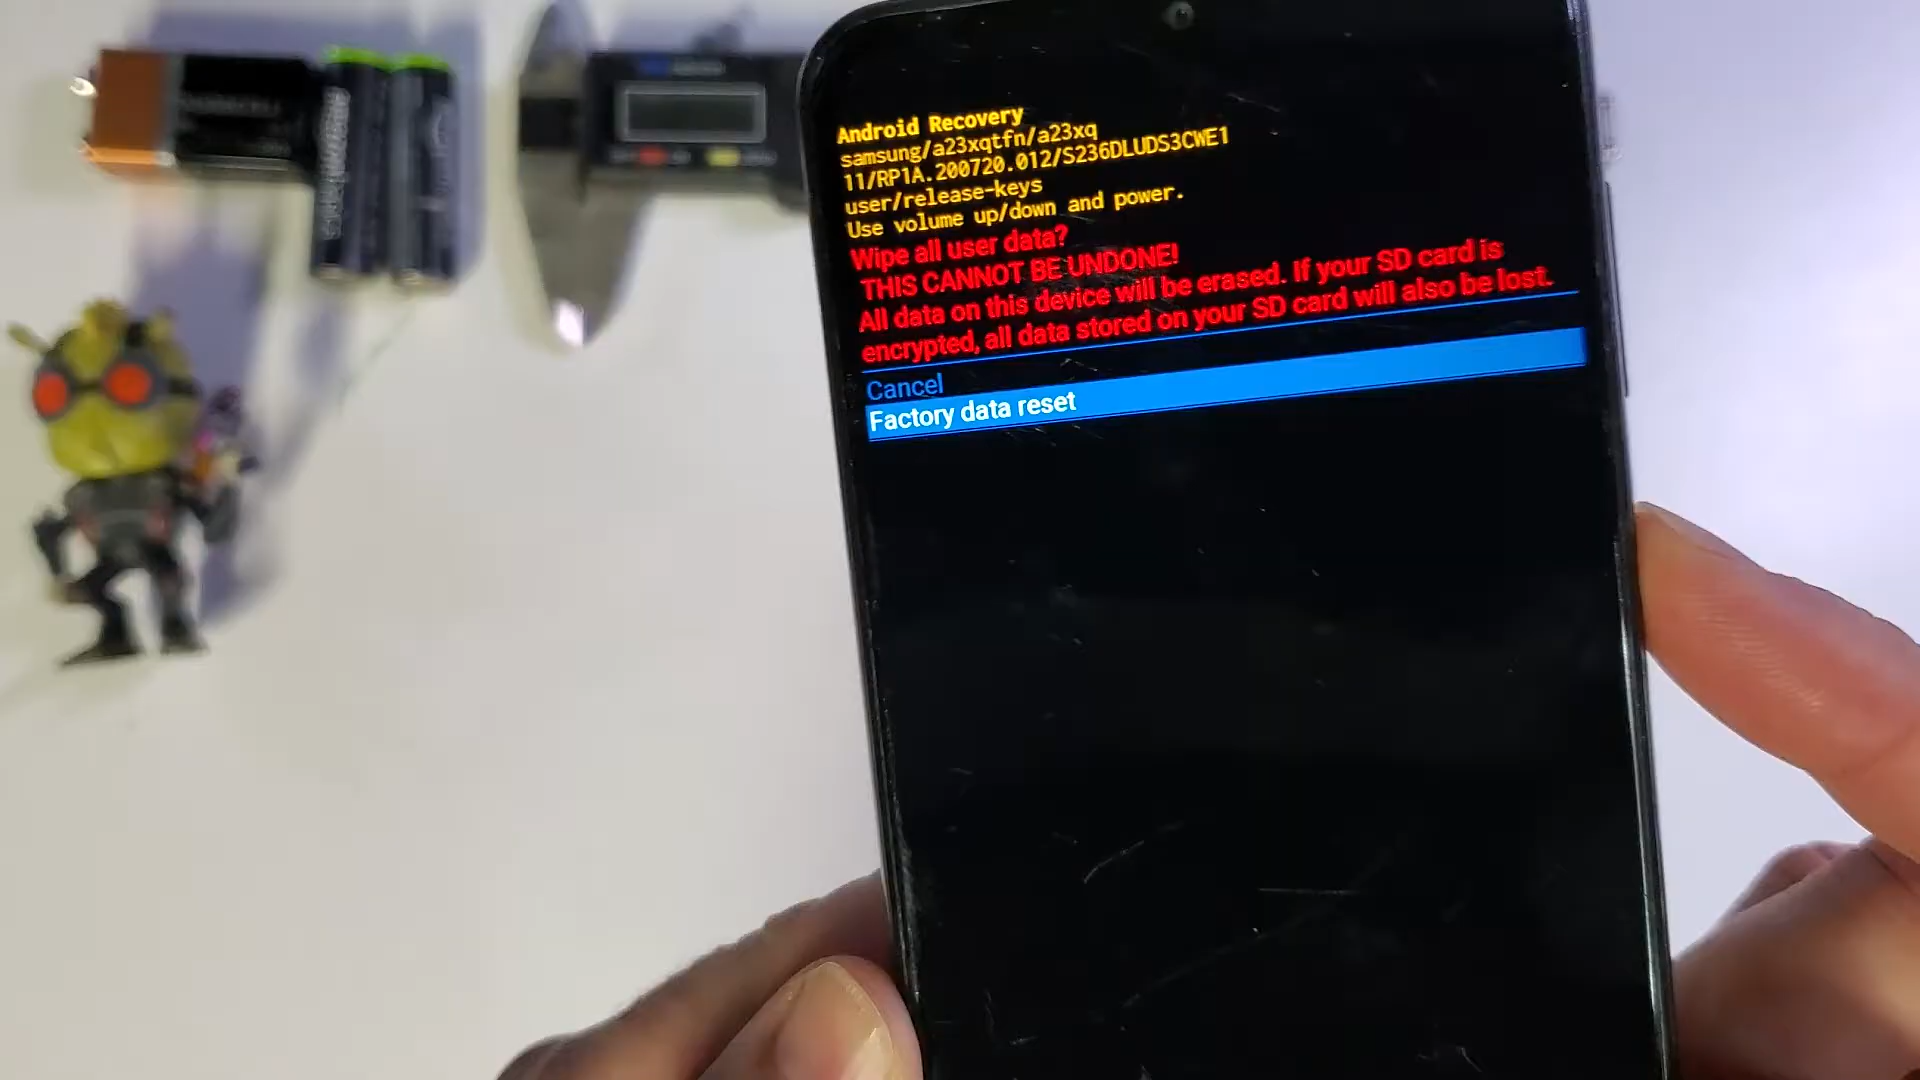 Android Recovery
samsung/a23xqtfn/a23xq
11/RP1A.200720.012/S236DLUDS3CWE1
user/release-keys
Use volume up/down and power.
Wipe all user data?
THIS CANNOT BE UNDONE!
All data on this device will be erased. If your SD card is
encrypted, all data stored on your SD card will also be lost.
Cancel
Factory data reset